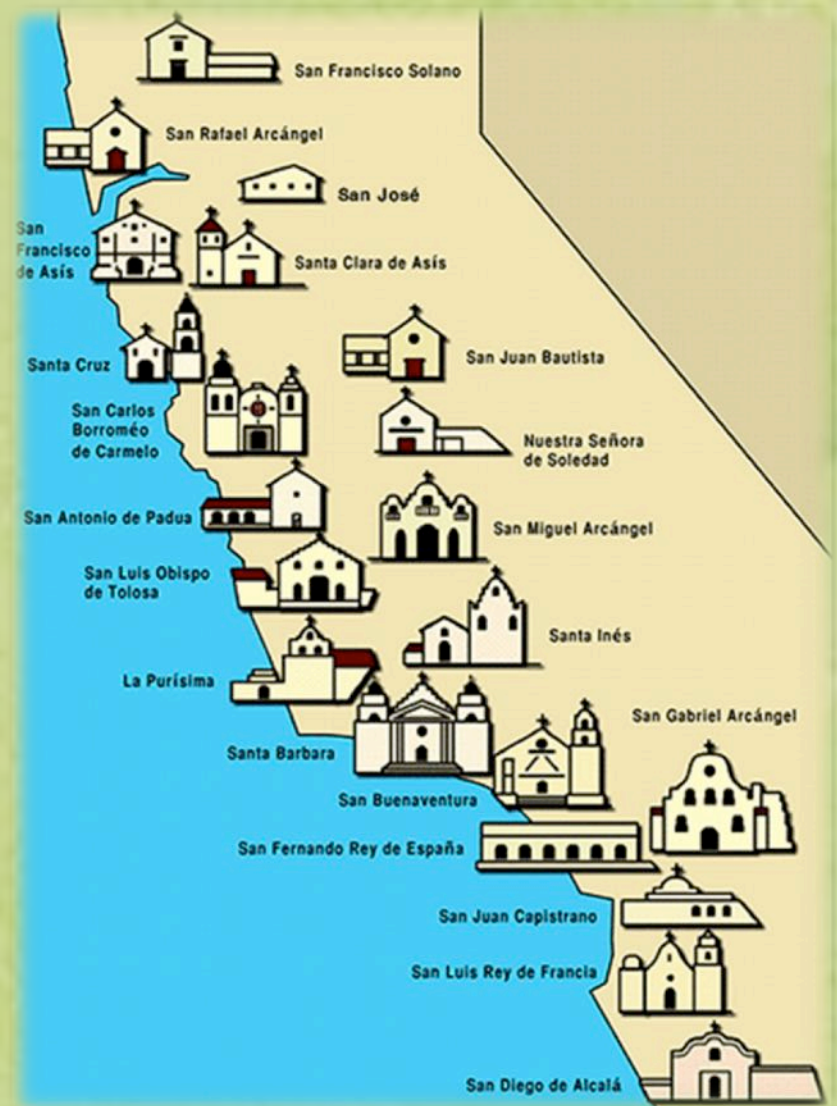 San Francisco Solano
San Rafael Arcángel
San José
San
Francisco
de Asís
Santa Clara de Asís
Santa Cruz
San Juan Bautista
San Carlos
Borroméo
de Carmelo
Nuestra Señora
de Soledad
San Antonio de Padua
San Miguel Arcángel
San Luis Obispo
de Tolosa
Santa Inés
La Purísima
San Gabriel Arcángel
Santa Barbara
San Buenaventura
San Fernando Rey de España
San Juan Capistrano
San Luis Rey de Francia
San Diego de Alcalá